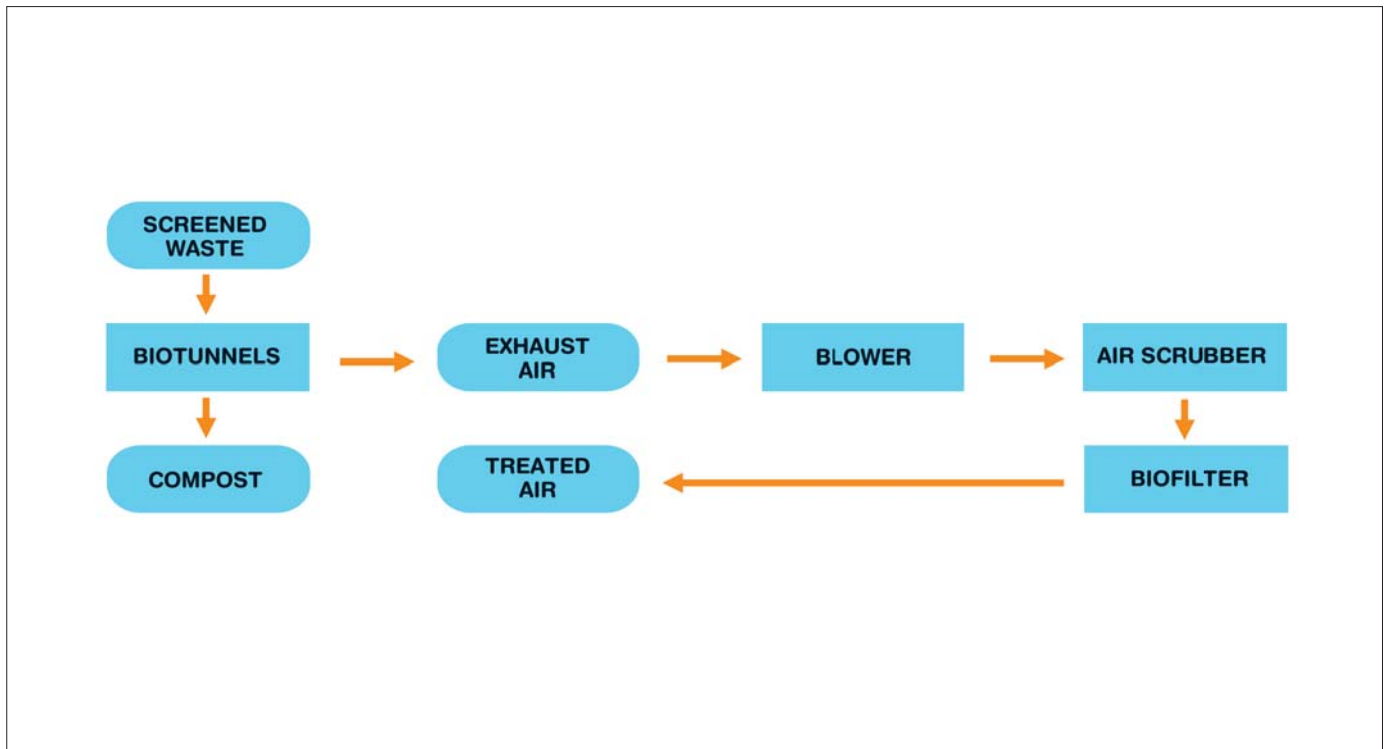 SCREENED
WASTE
BIOTUNNELS
EXHAUST
AIR
BLOWER
AIR SCRUBBER
COMPOST
TREATED
AIR
BIOFILTER